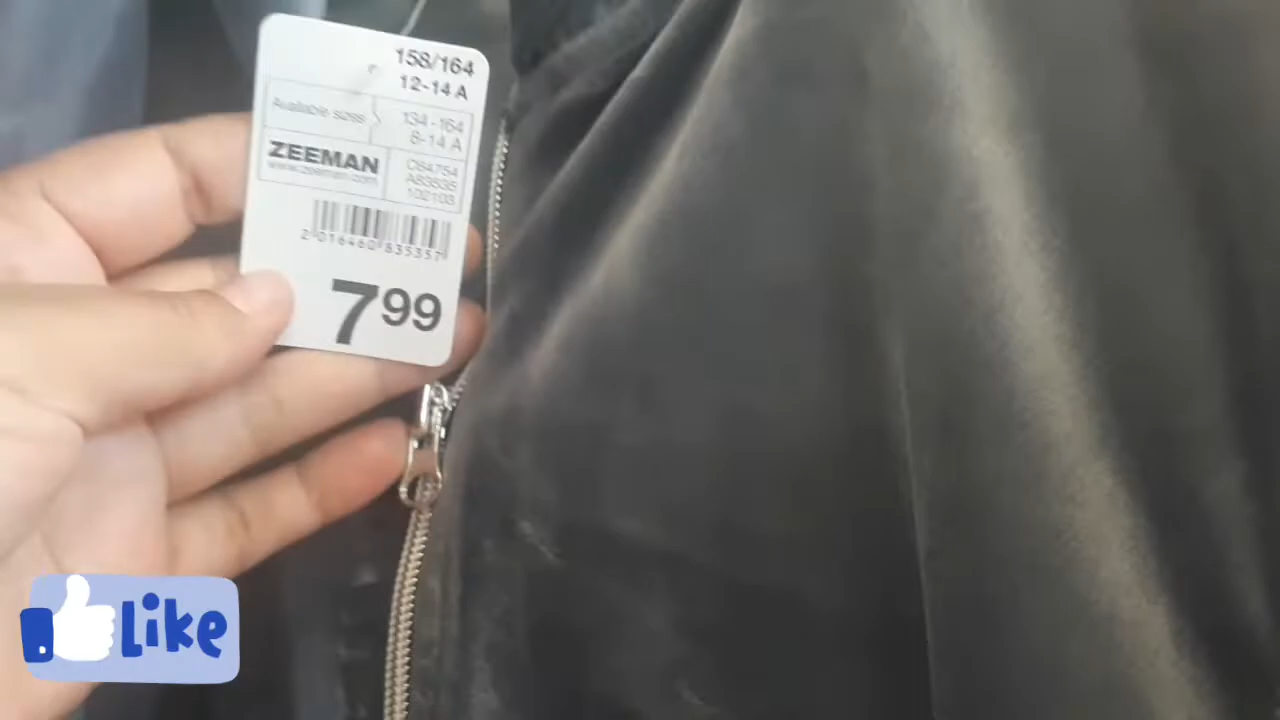 158/164
12-14 A
Available sizes
134-164
8-14 A
ZEEMAN
www.zeeman.com
C64754
A83535
102103
2 016460 835357
7 99
Like